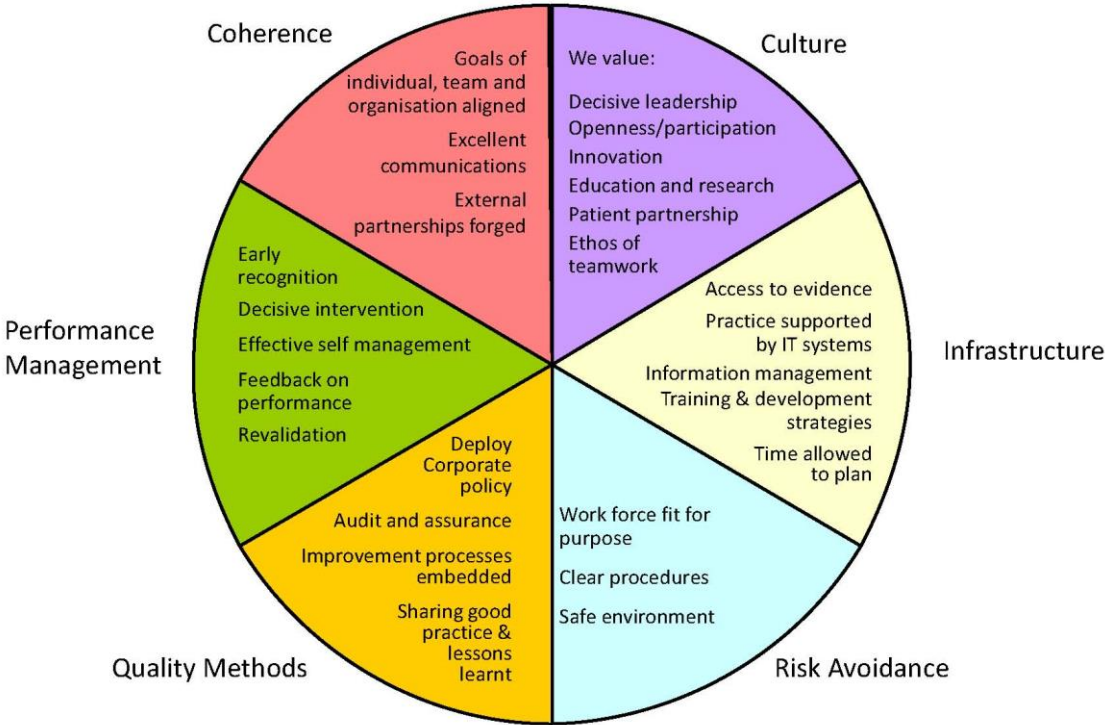 Coherence
Goals of
individual, team and
organisation aligned
Excellent
communications
External
partnerships forged
Culture
We value:
Decisive leadership
Openness/participation
Innovation
Education and research
Patient partnership
Ethos of
teamwork
Infrastructure
Access to evidence
Practice supported
by IT systems
Information management
Training & development
strategies
Time allowed
to plan
Risk Avoidance
Work force fit for
purpose
Clear procedures
Safe environment
Quality Methods
Deploy
Corporate
policy
Audit and assurance
Improvement processes
embedded
Sharing good
practice &
lessons
learnt
Performance
Management
Early
recognition
Decisive intervention
Effective self management
Feedback on
performance
Revalidation